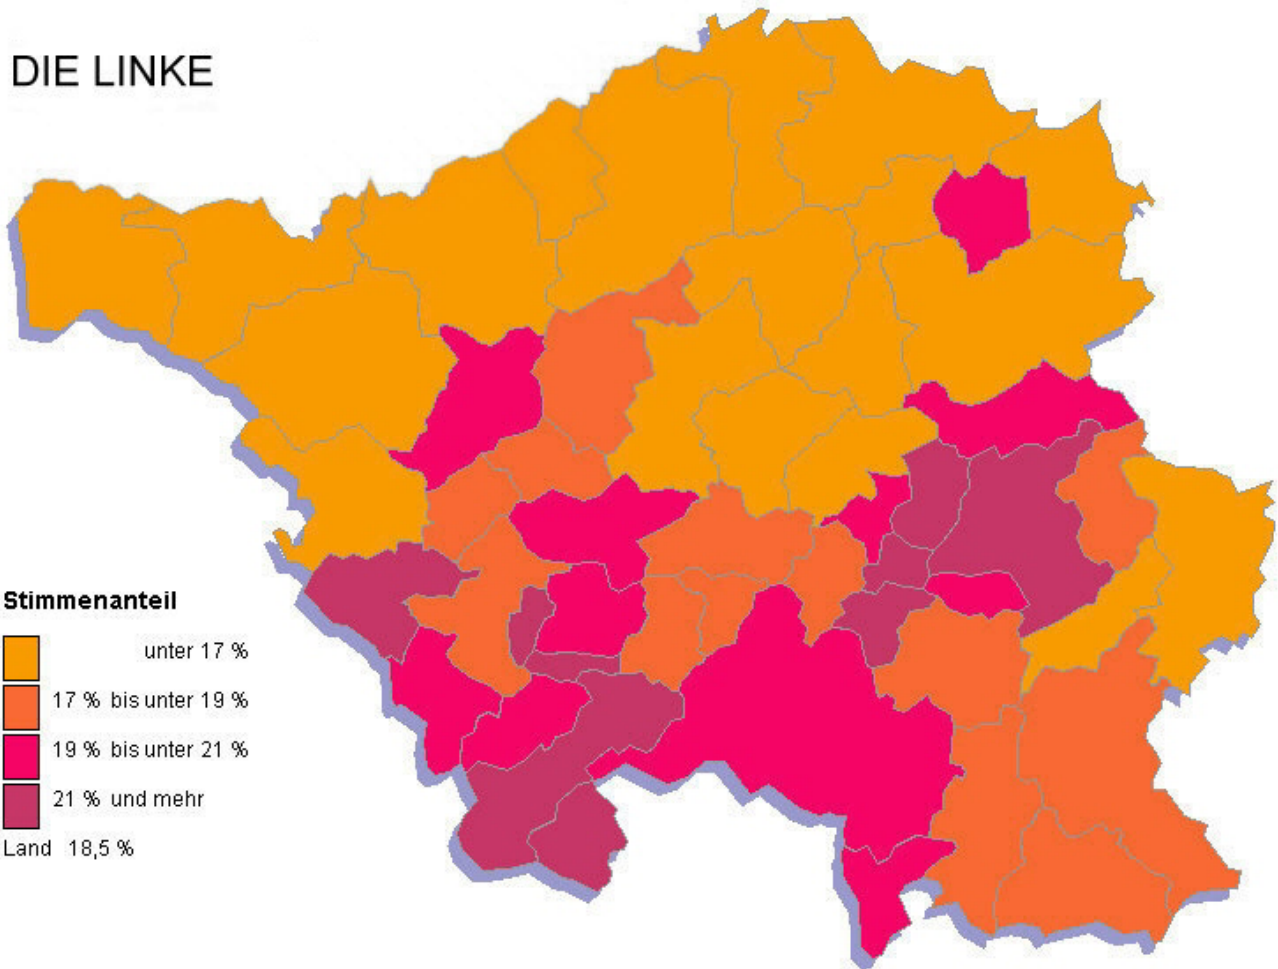 DIE LINKE
Stimmenanteil
unter 17 %
17 % bis unter 19 %
19 % bis unter 21 %
21 % und mehr
Land 18,5 %